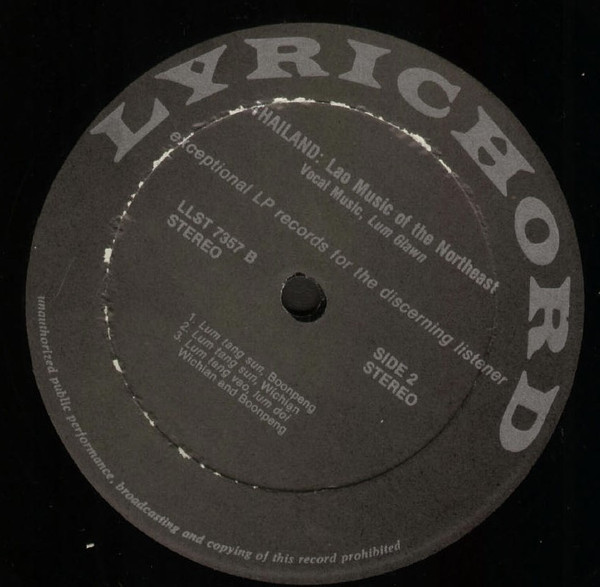 LYRICHORD
THAILAND: Lao Music of the Northeast
Vocal Music, Lum Glawn
exceptional LP records for the discerning listener
LLST 7357 B
STEREO
SIDE 2
STEREO
1. Lum tang sun, Boonpeng
2. Lum tang sun, Wichian
3. Lum tang yao, lum doi
Wichian and Boonpeng
unauthorized public performance, broadcasting and copying of this record prohibited